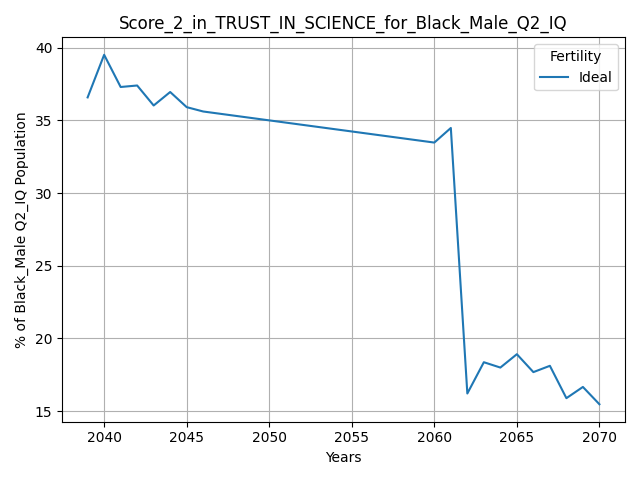 Score_2_in_TRUST_IN_SCIENCE_for_Black_Male_Q2_IQ
Fertility
Ideal
% of Black_Male Q2_IQ Population
40
35
30
25
20
15
2040 2045 2050 2055 2060 2065 2070
Years